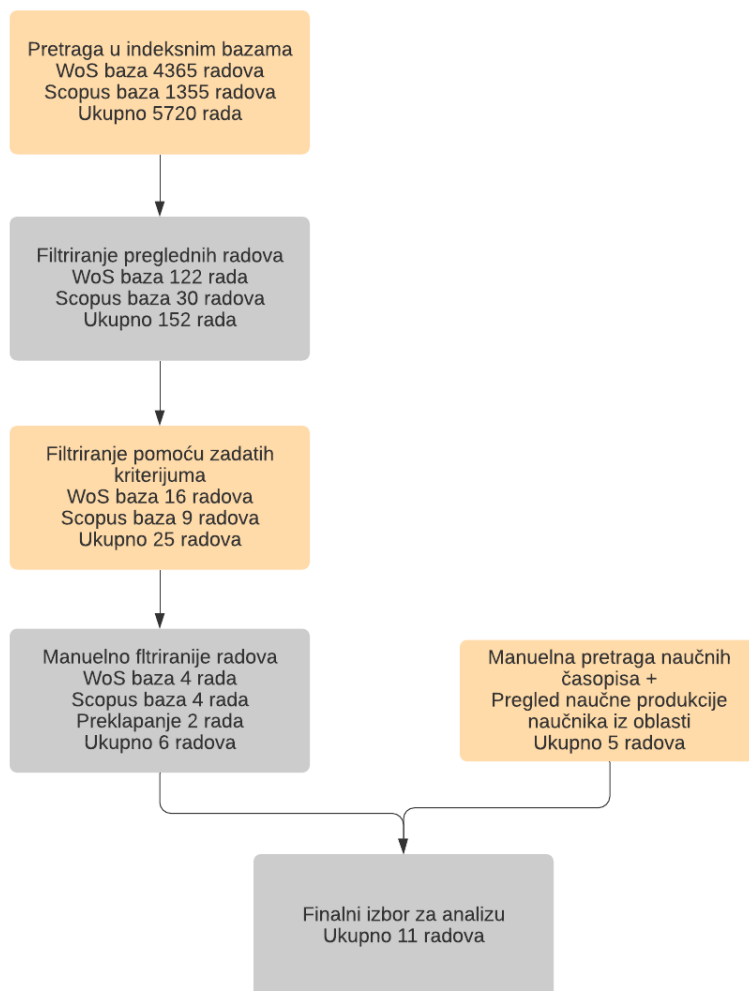 Pretraga u indeksnim bazama
WoS baza 4365 radova
Scopus baza 1355 radova
Ukupno 5720 rada
Filtriranje preglednih radova
WoS baza 122 rada
Scopus baza 30 radova
Ukupno 152 rada
Filtriranje pomoću zadatih
kriterijuma
WoS baza 16 radova
Scopus baza 9 radova
Ukupno 25 radova
Manuelno fltriranije radova
WoS baza 4 rada
Scopus baza 4 rada
Preklapanje 2 rada
Ukupno 6 radova
Manuelna pretraga naučnih
časopisa +
Pregled naučne produkcije
naučnika iz oblasti
Ukupno 5 radova
Finalni izbor za analizu
Ukupno 11 radova